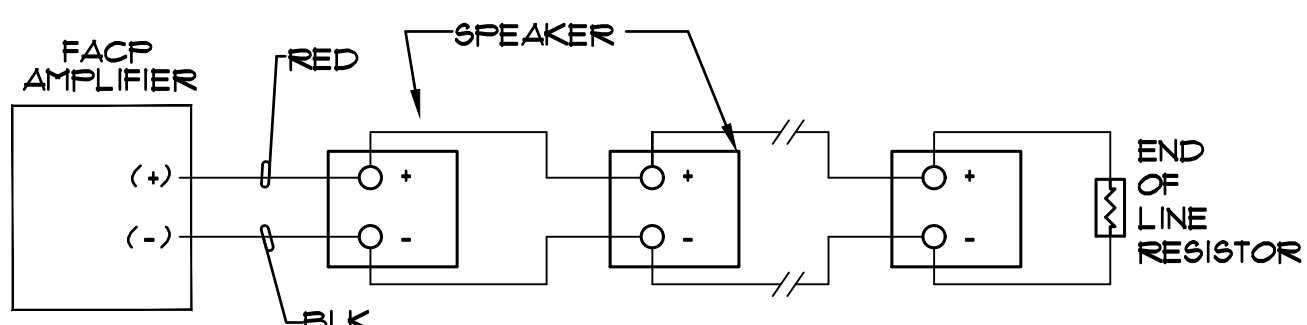 FACP
AMPLIFIER
RED
SPEAKER
(+)
(-)
BLK
+
-
+
-
+
-
END
OF
LINE
RESISTOR